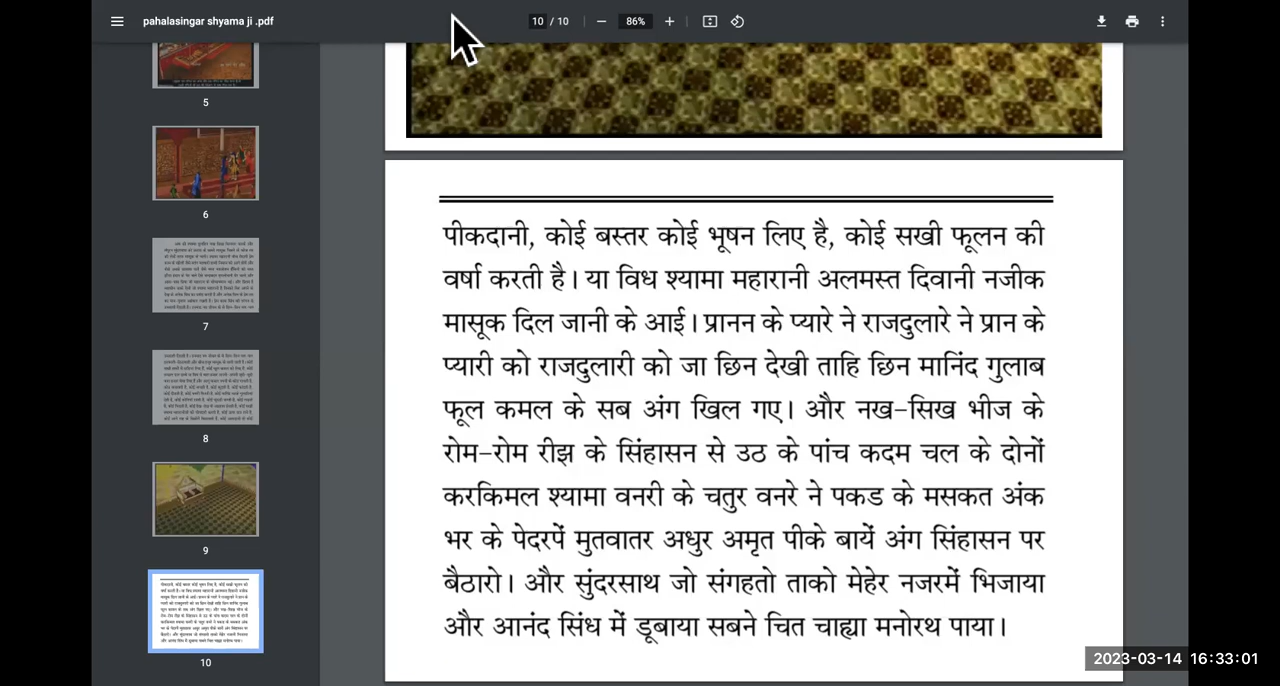 pahalasingar shyama ji .pdf
10 / 10
86%
5
6
7
8
9
10
पीकदानी, कोई बस्तर कोई भूषन लिए है, कोई सखी फूलन की
वर्षा करती है। या विध श्यामा महारानी अलमस्त दिवानी नजीक
मासूक दिल जानी के आई। प्रानन के प्यारे ने राजदुलारे ने प्रान के
प्यारी को राजदुलारी को जा छिन देखी ताहि छिन मानिंद गुलाब
फूल कमल के सब अंग खिल गए। और नख-सिख भीज के
रोम-रोम रीझ के सिंहासन से उठ के पांच कदम चल के दोनों
करकिमल श्यामा वनरी के चतुर वनरे ने पकड के मसकत अंक
भर के पेदरपें मुतवातर अधुर अमृत पीके बायें अंग सिंहासन पर
बैठारो। और सुंदरसाथ जो संगहतो ताको मेहेर नजरमें भिजाया
और आनंद सिंध में डूबाया सबने चित चाह्या मनोरथ पाया।
2023-03-14 16:33:01